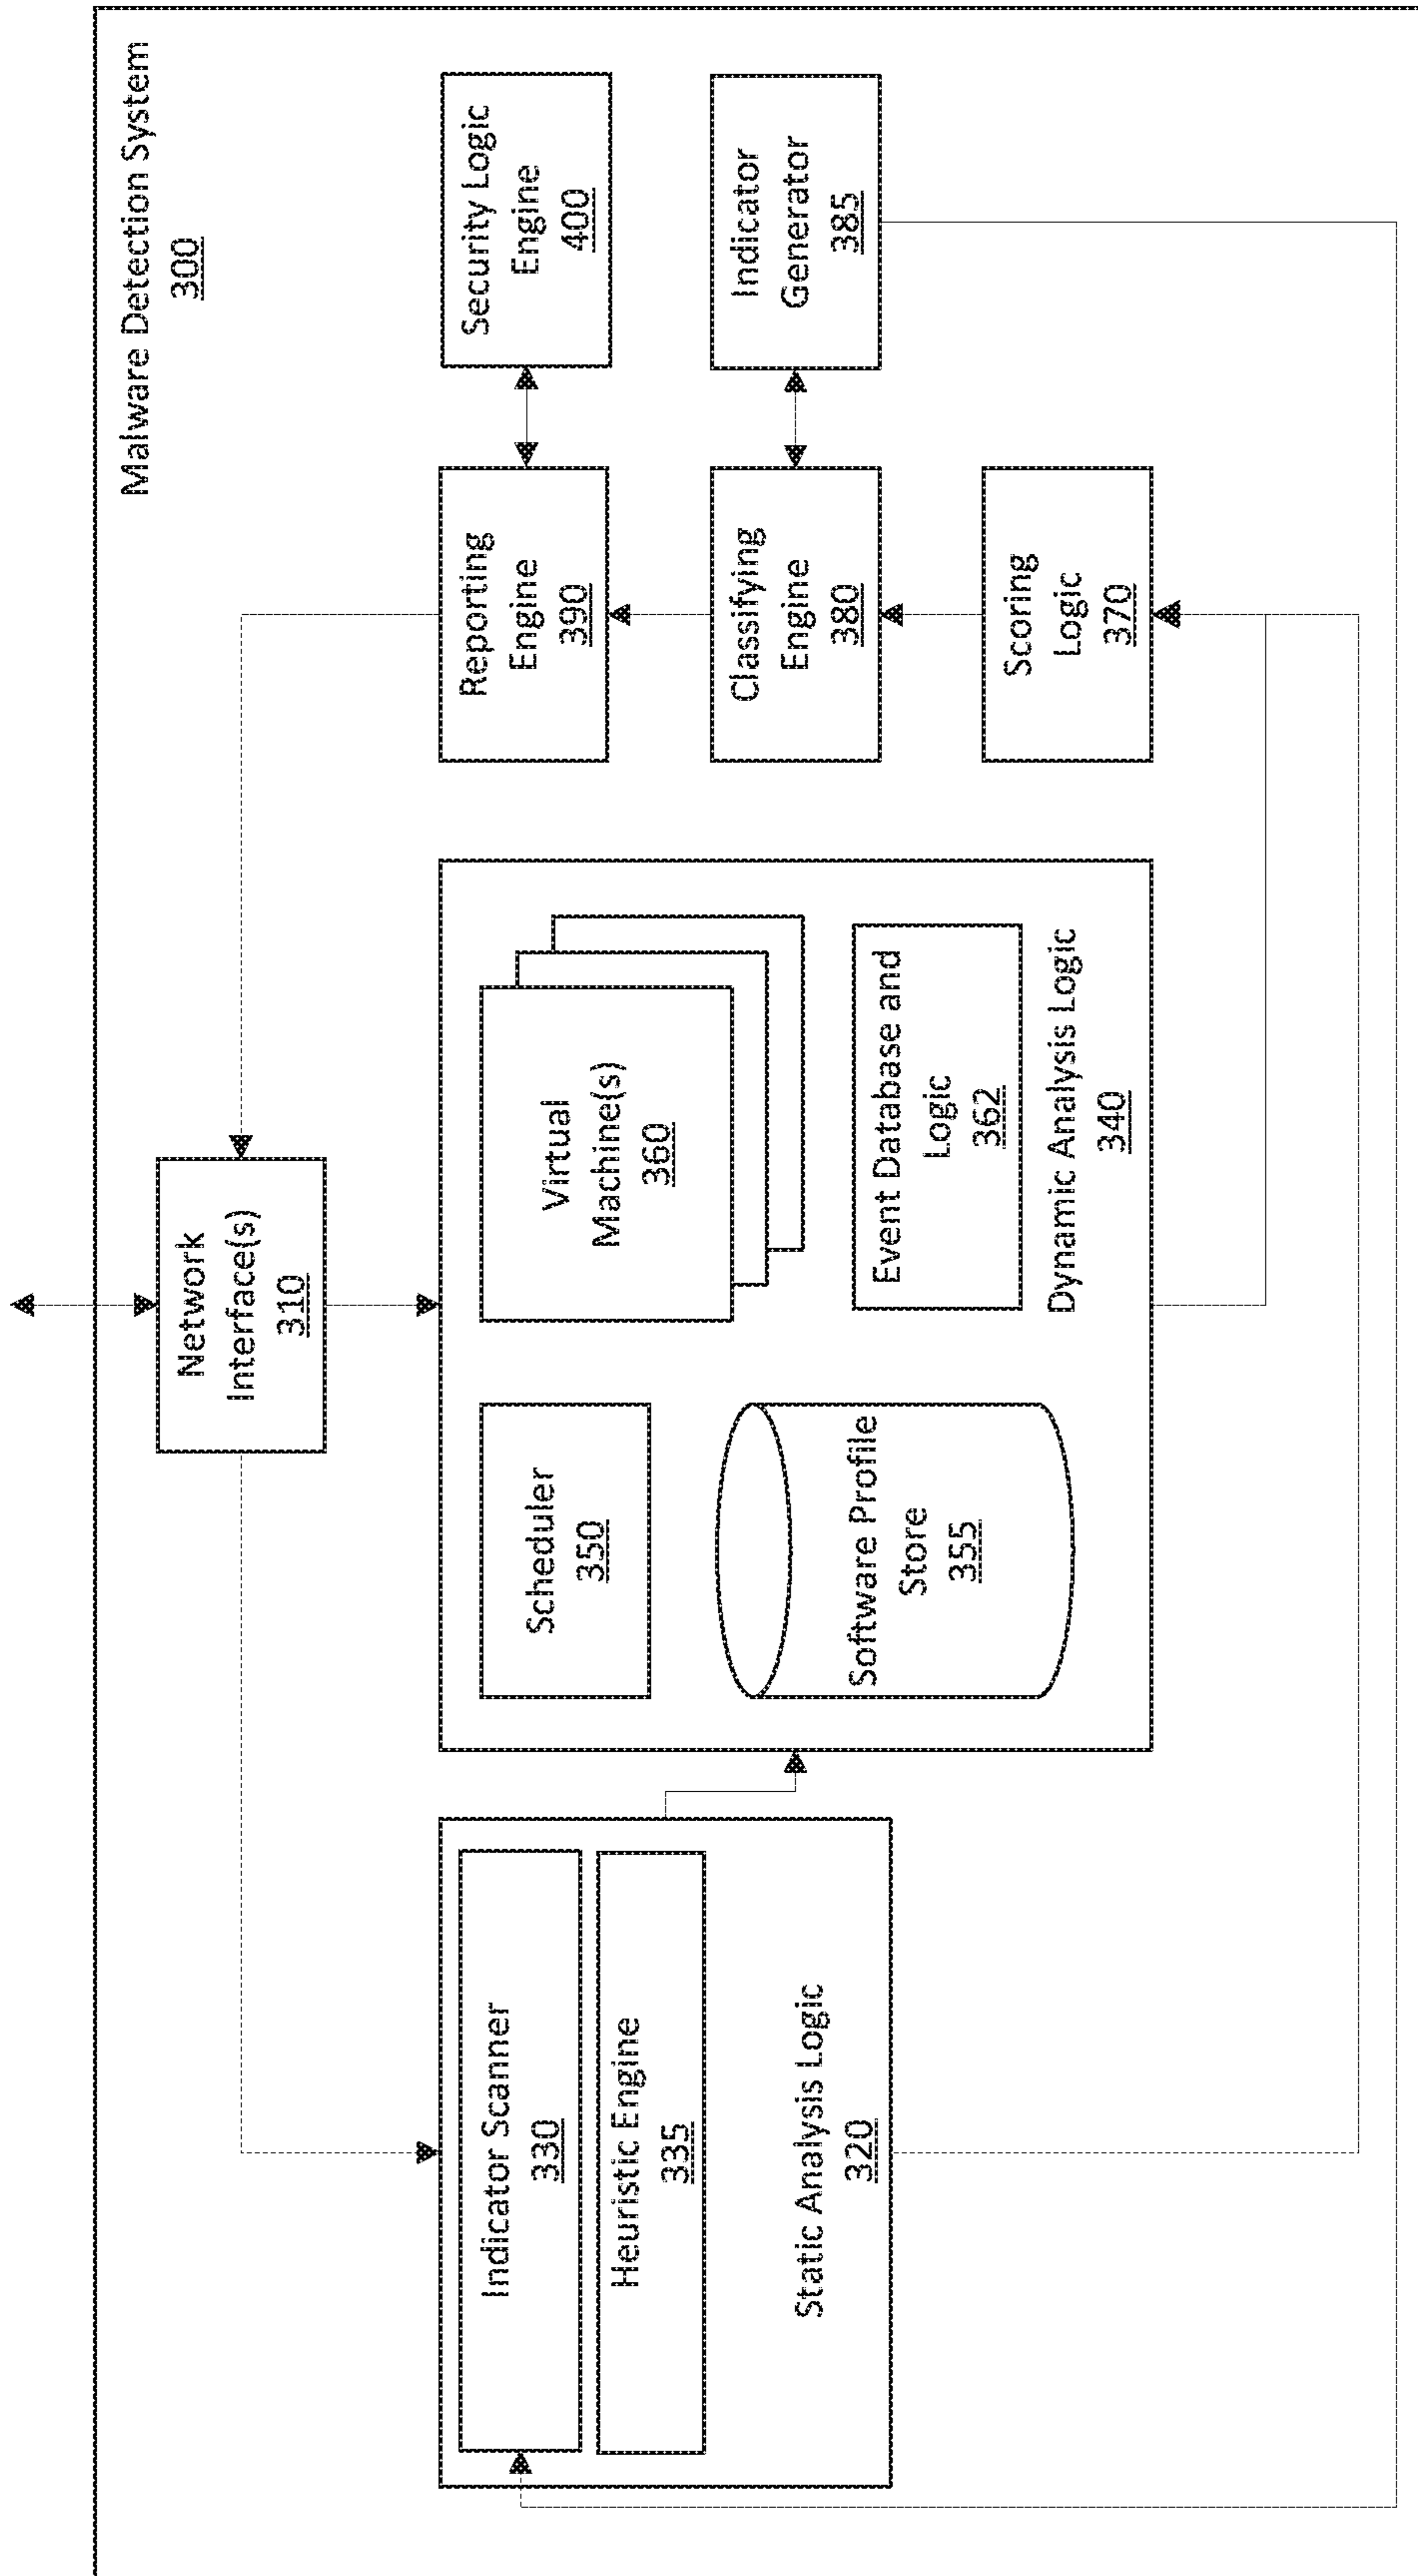 Malware Detection System
300
Network
Interface(s)
310
Indicator Scanner
330
Heuristic Engine
335
Static Analysis Logic
320
Scheduler
350
Software Profile
Store
355
Virtual
Machine(s)
360
Event Database and
Logic
362
Dynamic Analysis Logic
340
Reporting
Engine
390
Classifying
Engine
380
Scoring
Logic
370
Security Logic
Engine
400
Indicator
Generator
385